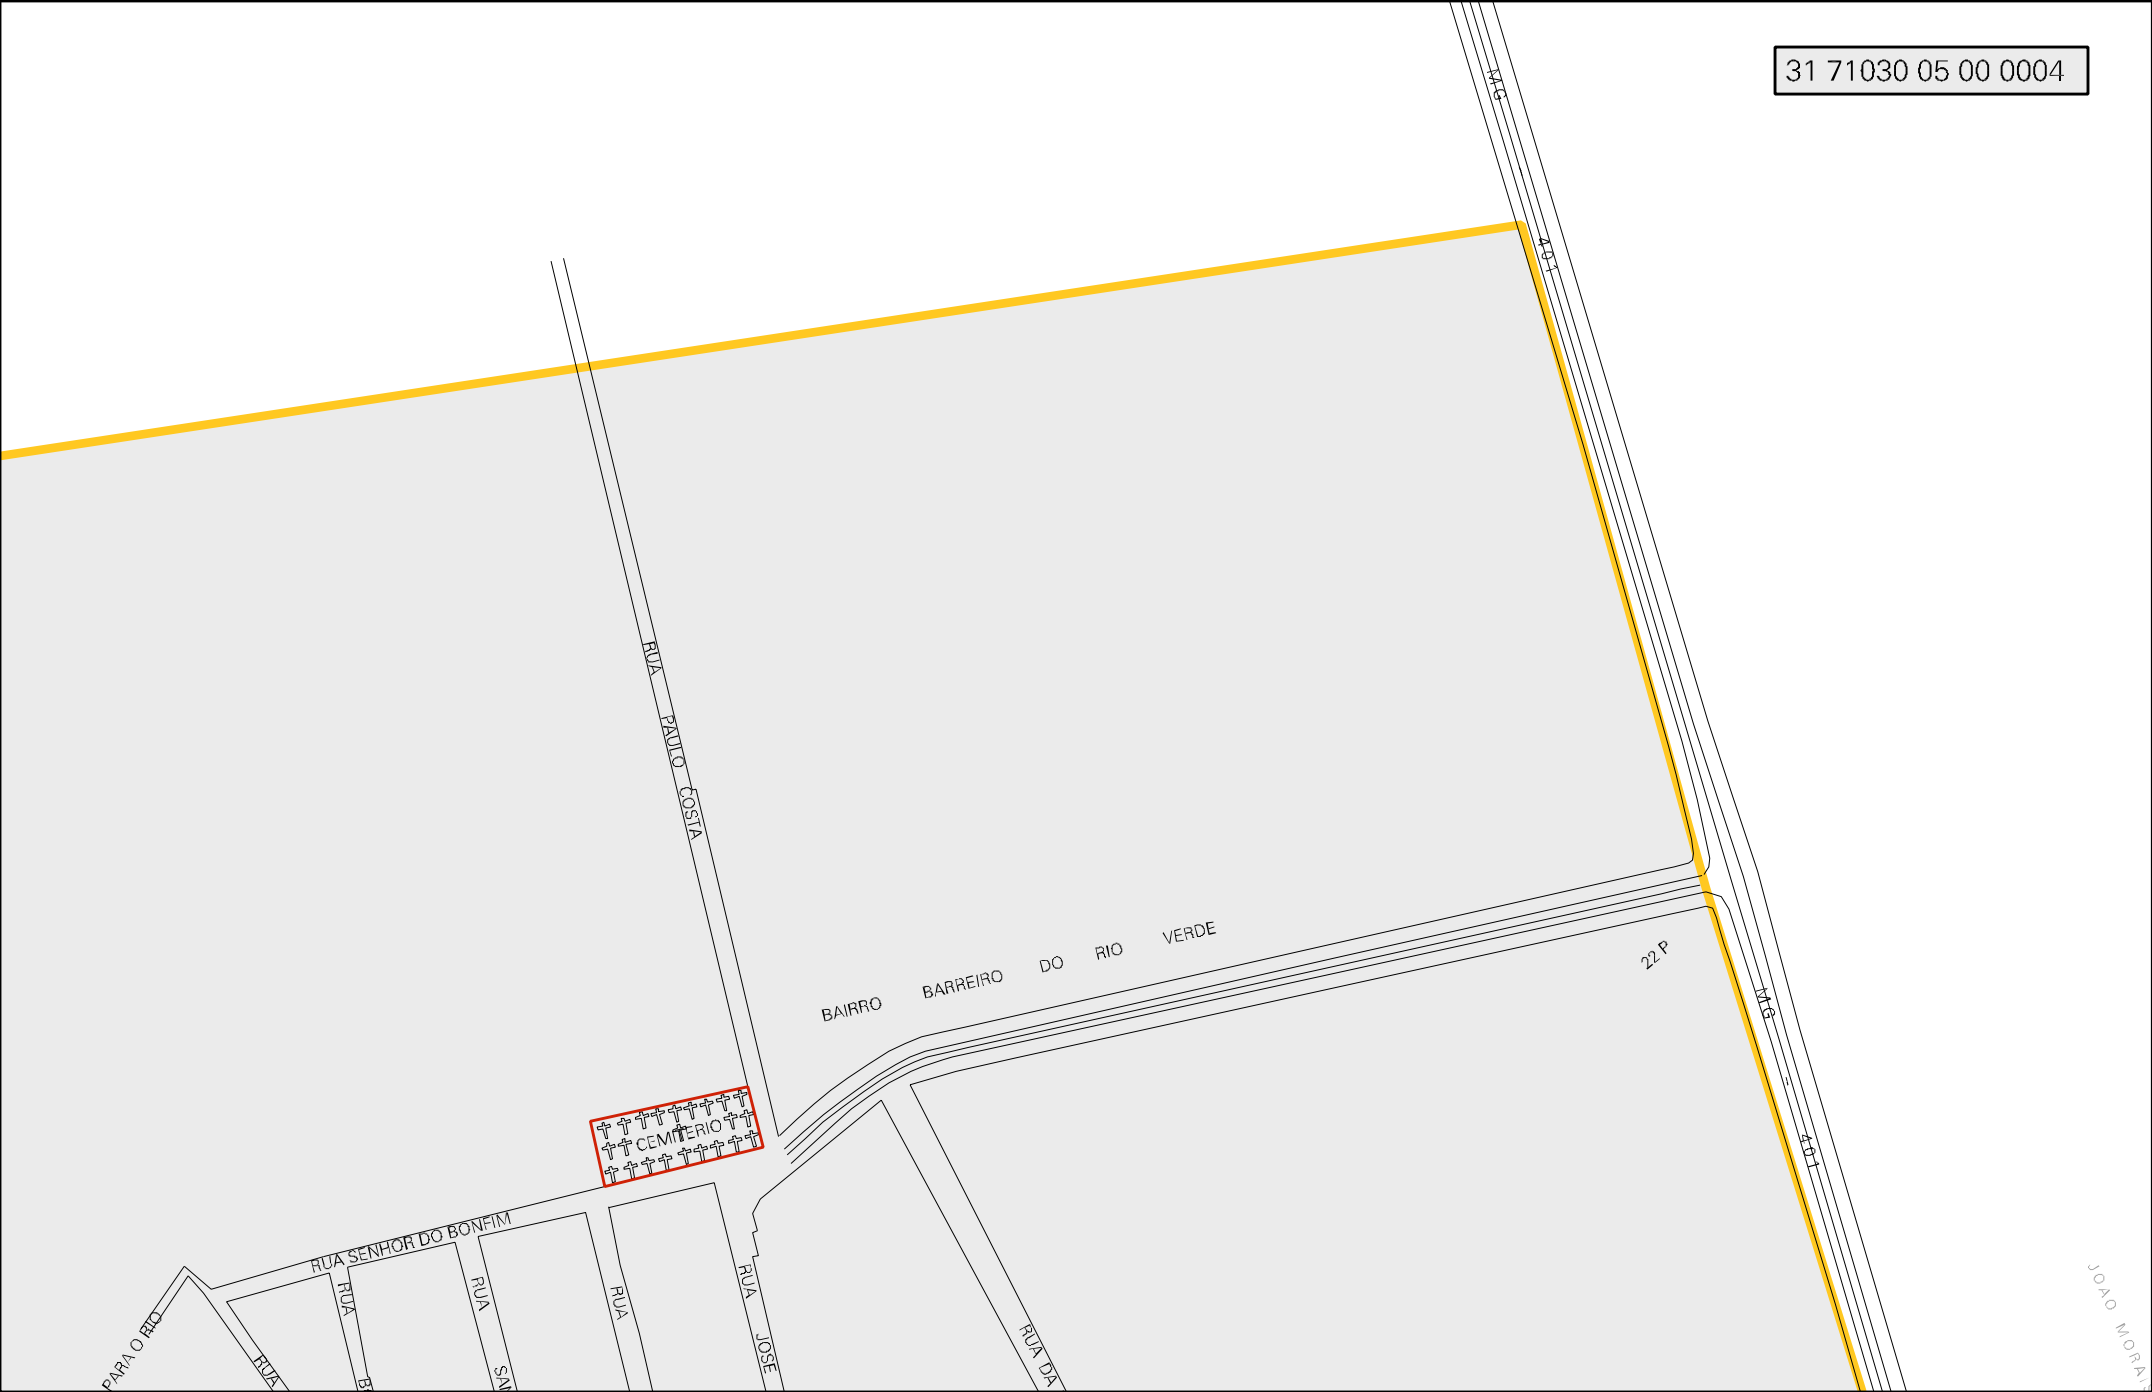 31 71030 05 00 0004
MG
401
RUA PAULO COSTA
BAIRRO BARREIRO DO RIO VERDE
22 P
MG
-
401
CEMITERIO
RUA SENHOR DO BONFIM
PARA O RIO
RUA
RUA
RUA
RUA
RUA JOSE
RUA DA
JOAO